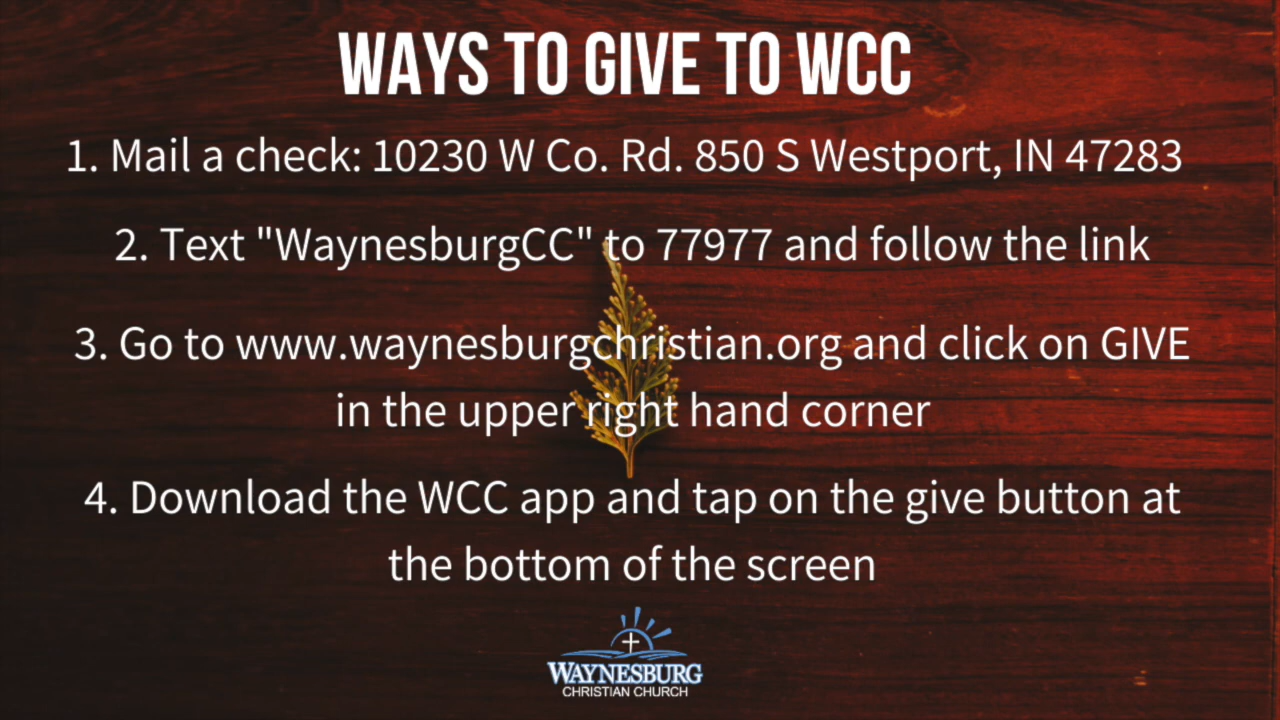 WAYS TO GIVE TO WCC
1. Mail a check: 10230 W Co. Rd. 850 S Westport, IN 47283
2. Text "WaynesburgCC" to 77977 and follow the link
3. Go to www.waynesburgchristian.org and click on GIVE
in the upper right hand corner
4. Download the WCC app and tap on the give button at
the bottom of the screen
WAYNESBURG
CHRISTIAN CHURCH